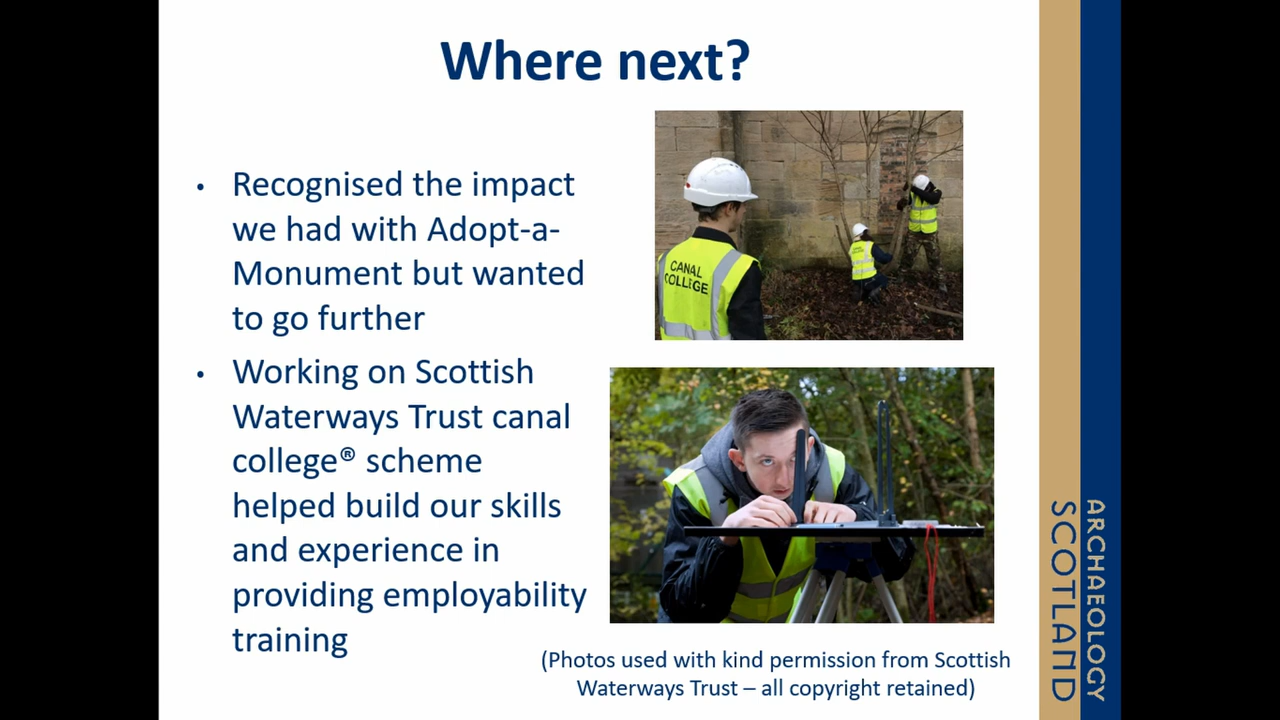 Where next?
Recognised the impact
we had with Adopt-a-
Monument but wanted
to go further
Working on Scottish
Waterways Trust canal
college® scheme
helped build our skills
and experience in
providing employability
training
CANAL
COLLEGE
(Photos used with kind permission from Scottish
Waterways Trust – all copyright retained)
ARCHAEOLOGY
SCOTLAND